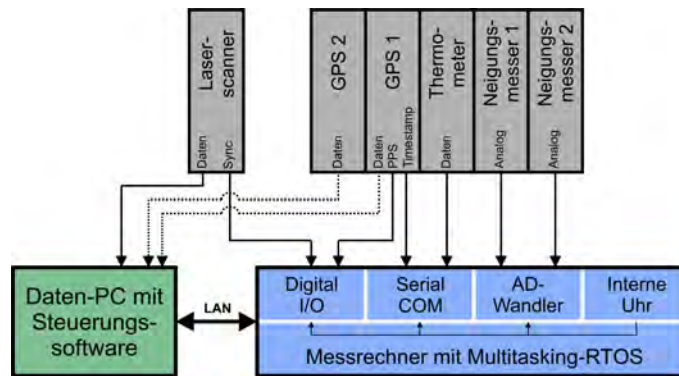 Laser-
scanner
Daten
Sync
GPS 2
Daten
GPS 1
Daten
PPS
Timestamp
Thermo-
meter
Daten
Neigungs-
messer 1
Analog
Neigungs-
messer 2
Analog
Daten-PC mit
Steuerungs-
software
LAN
Digital
I/O
Serial
COM
AD-
Wandler
Interne
Uhr
Messrechner mit Multitasking-RTOS